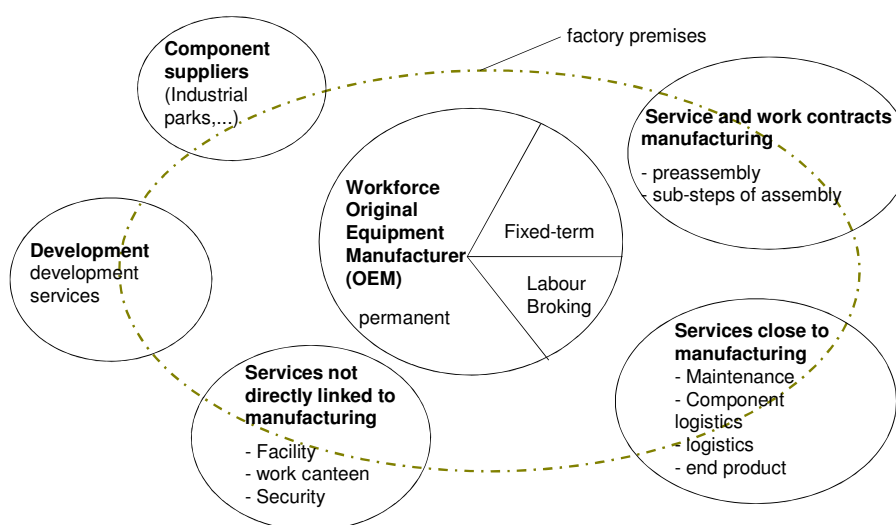 factory premises
Component
suppliers
(Industrial
parks,...)
Service and work contracts
manufacturing
- preassembly
- sub-steps of assembly
Workforce
Original
Equipment
Manufacturer
(OEM)
permanent
Fixed-term
Labour
Broking
Development
development
services
Services not
directly linked to
manufacturing
- Facility
- work canteen
- Security
Services close to
manufacturing
- Maintenance
- Component
logistics
- logistics
- end product